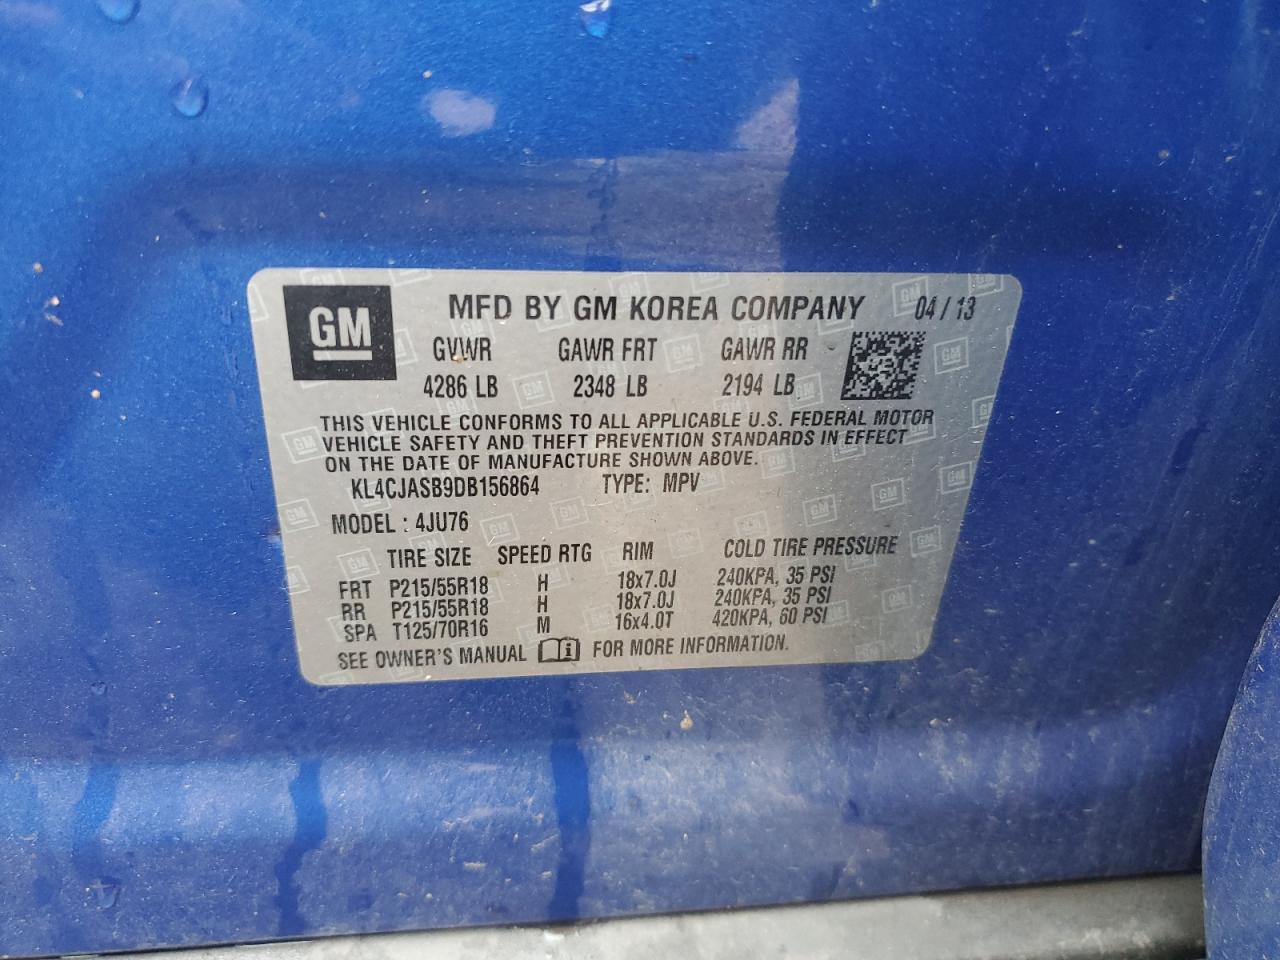 GM
MFD BY GM KOREA COMPANY 04/13
GVWR GAWR FRT GAWR RR
4286 LB 2348 LB 2194 LB
THIS VEHICLE CONFORMS TO ALL APPLICABLE U.S. FEDERAL MOTOR
VEHICLE SAFETY AND THEFT PREVENTION STANDARDS IN EFFECT
ON THE DATE OF MANUFACTURE SHOWN ABOVE.
KL4CJASB9DB156864 TYPE: MPV
MODEL : 4JU76
TIRE SIZE SPEED RTG RIM COLD TIRE PRESSURE
FRT P215/55R18 H 18x7.0J 240KPA, 35 PSI
RR P215/55R18 H 18x7.0J 240KPA, 35 PSI
SPA T125/70R16 M 16x4.0T 420KPA, 60 PSI
SEE OWNER'S MANUAL i FOR MORE INFORMATION.